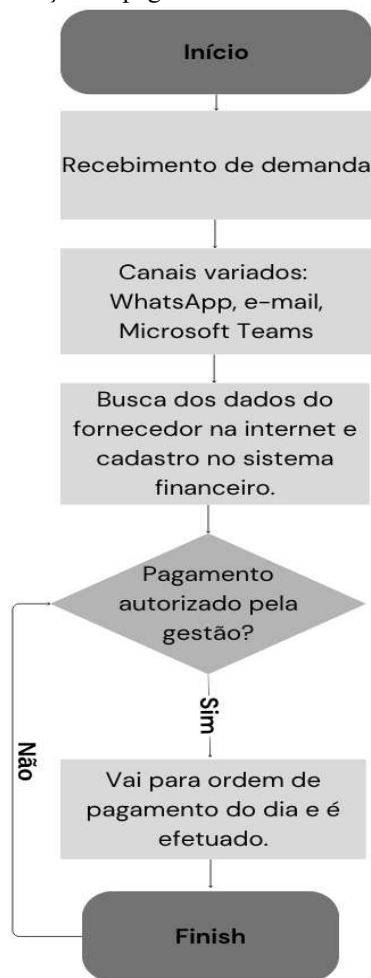 Início
Recebimento de demanda
Canais variados:
WhatsApp, e-mail,
Microsoft Teams
Busca dos dados do
fornecedor na internet e
cadastro no sistema
financeiro.
Pagamento
autorizado pela
gestão?
Sim
Não
Vai para ordem de
pagamento do dia e é
efetuado.
Finish